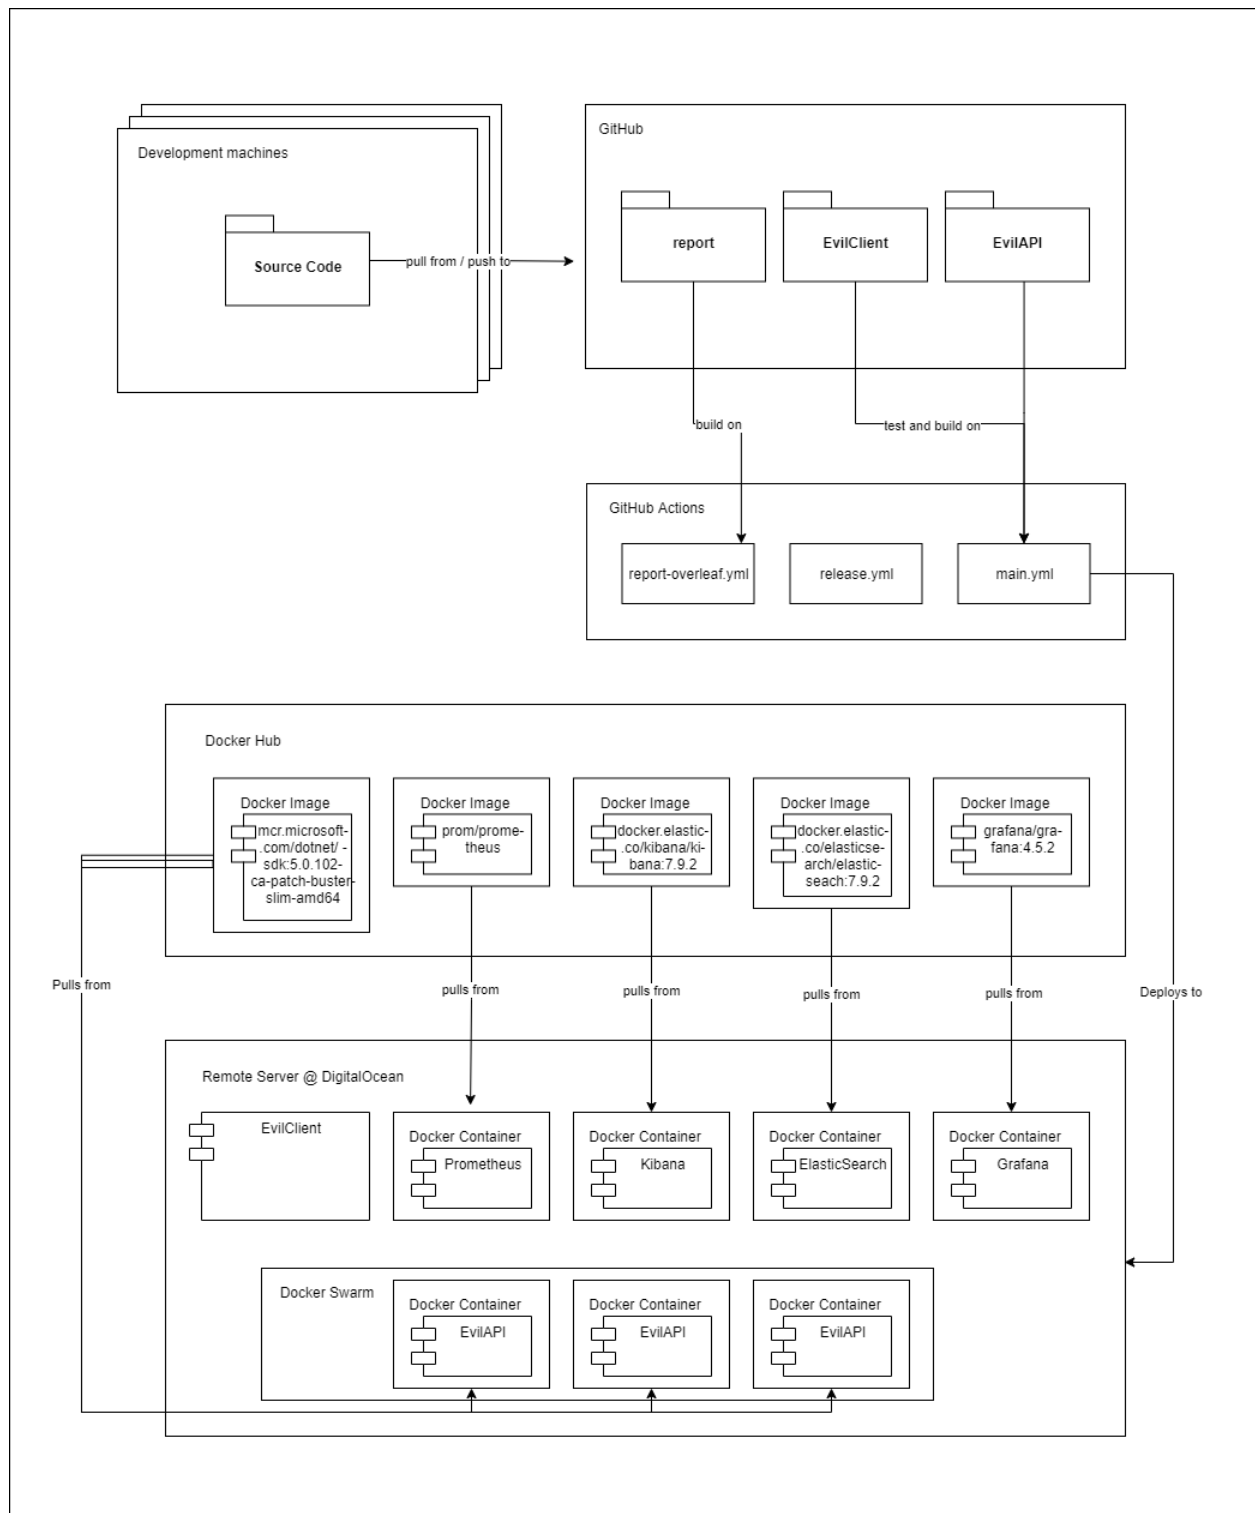 GitHub
Development machines
report
EvilClient
EvilAPI
Source Code
pull from / push to
build on
test and build on
GitHub Actions
report-overleaf.yml
release.yml
main.yml
Docker Hub
Docker Image
mcr.microsoft-
.com/dotnet/ -
sdk:5.0.102-
ca-patch-buster-
slim-amd64
Docker Image
prom/prome-
theus
Docker Image
docker.elastic-
.co/kibana/ki-
bana:7.9.2
Docker Image
docker.elastic-
.co/elasticse-
arch/elastic-
seach:7.9.2
Docker Image
grafana/gra-
fana:4.5.2
Pulls from
pulls from
pulls from
pulls from
pulls from
Deploys to
Remote Server @ DigitalOcean
EvilClient
Docker Container
Prometheus
Docker Container
Kibana
Docker Container
ElasticSearch
Docker Container
Grafana
Docker Swarm
Docker Container
EvilAPI
Docker Container
EvilAPI
Docker Container
EvilAPI